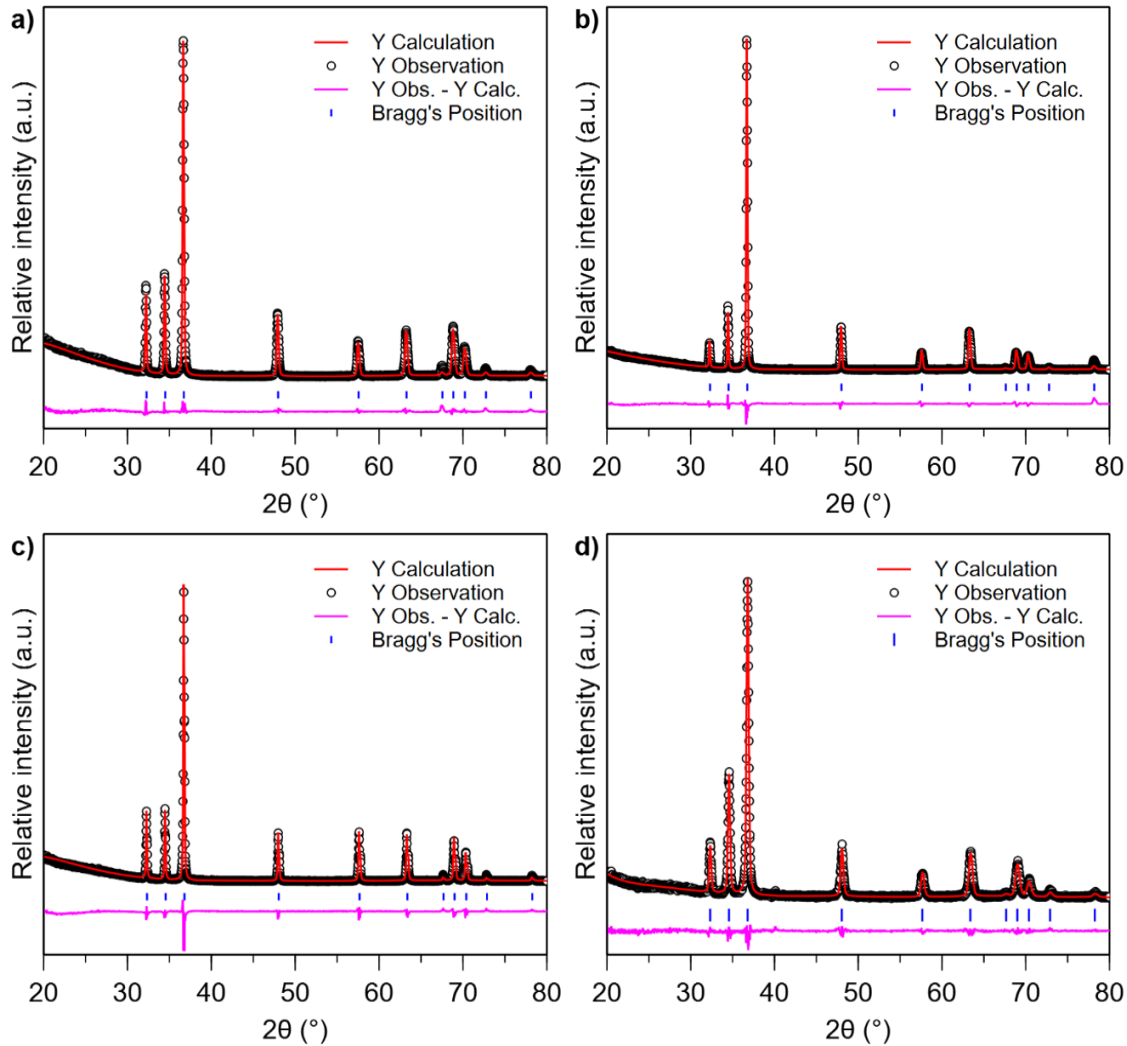 a)
Y Calculation
Y Observation
Y Obs. - Y Calc.
Bragg's Position
Relative intensity (a.u.)
20 30 40 50 60 70 80
2θ (°)
b)
Y Calculation
Y Observation
Y Obs. - Y Calc.
Bragg's Position
Relative intensity (a.u.)
20 30 40 50 60 70 80
2θ (°)
c)
Y Calculation
Y Observation
Y Obs. - Y Calc.
Bragg's Position
Relative intensity (a.u.)
20 30 40 50 60 70 80
2θ (°)
d)
Y Calculation
Y Observation
Y Obs. - Y Calc.
Bragg's Position
Relative intensity (a.u.)
20 30 40 50 60 70 80
2θ (°)